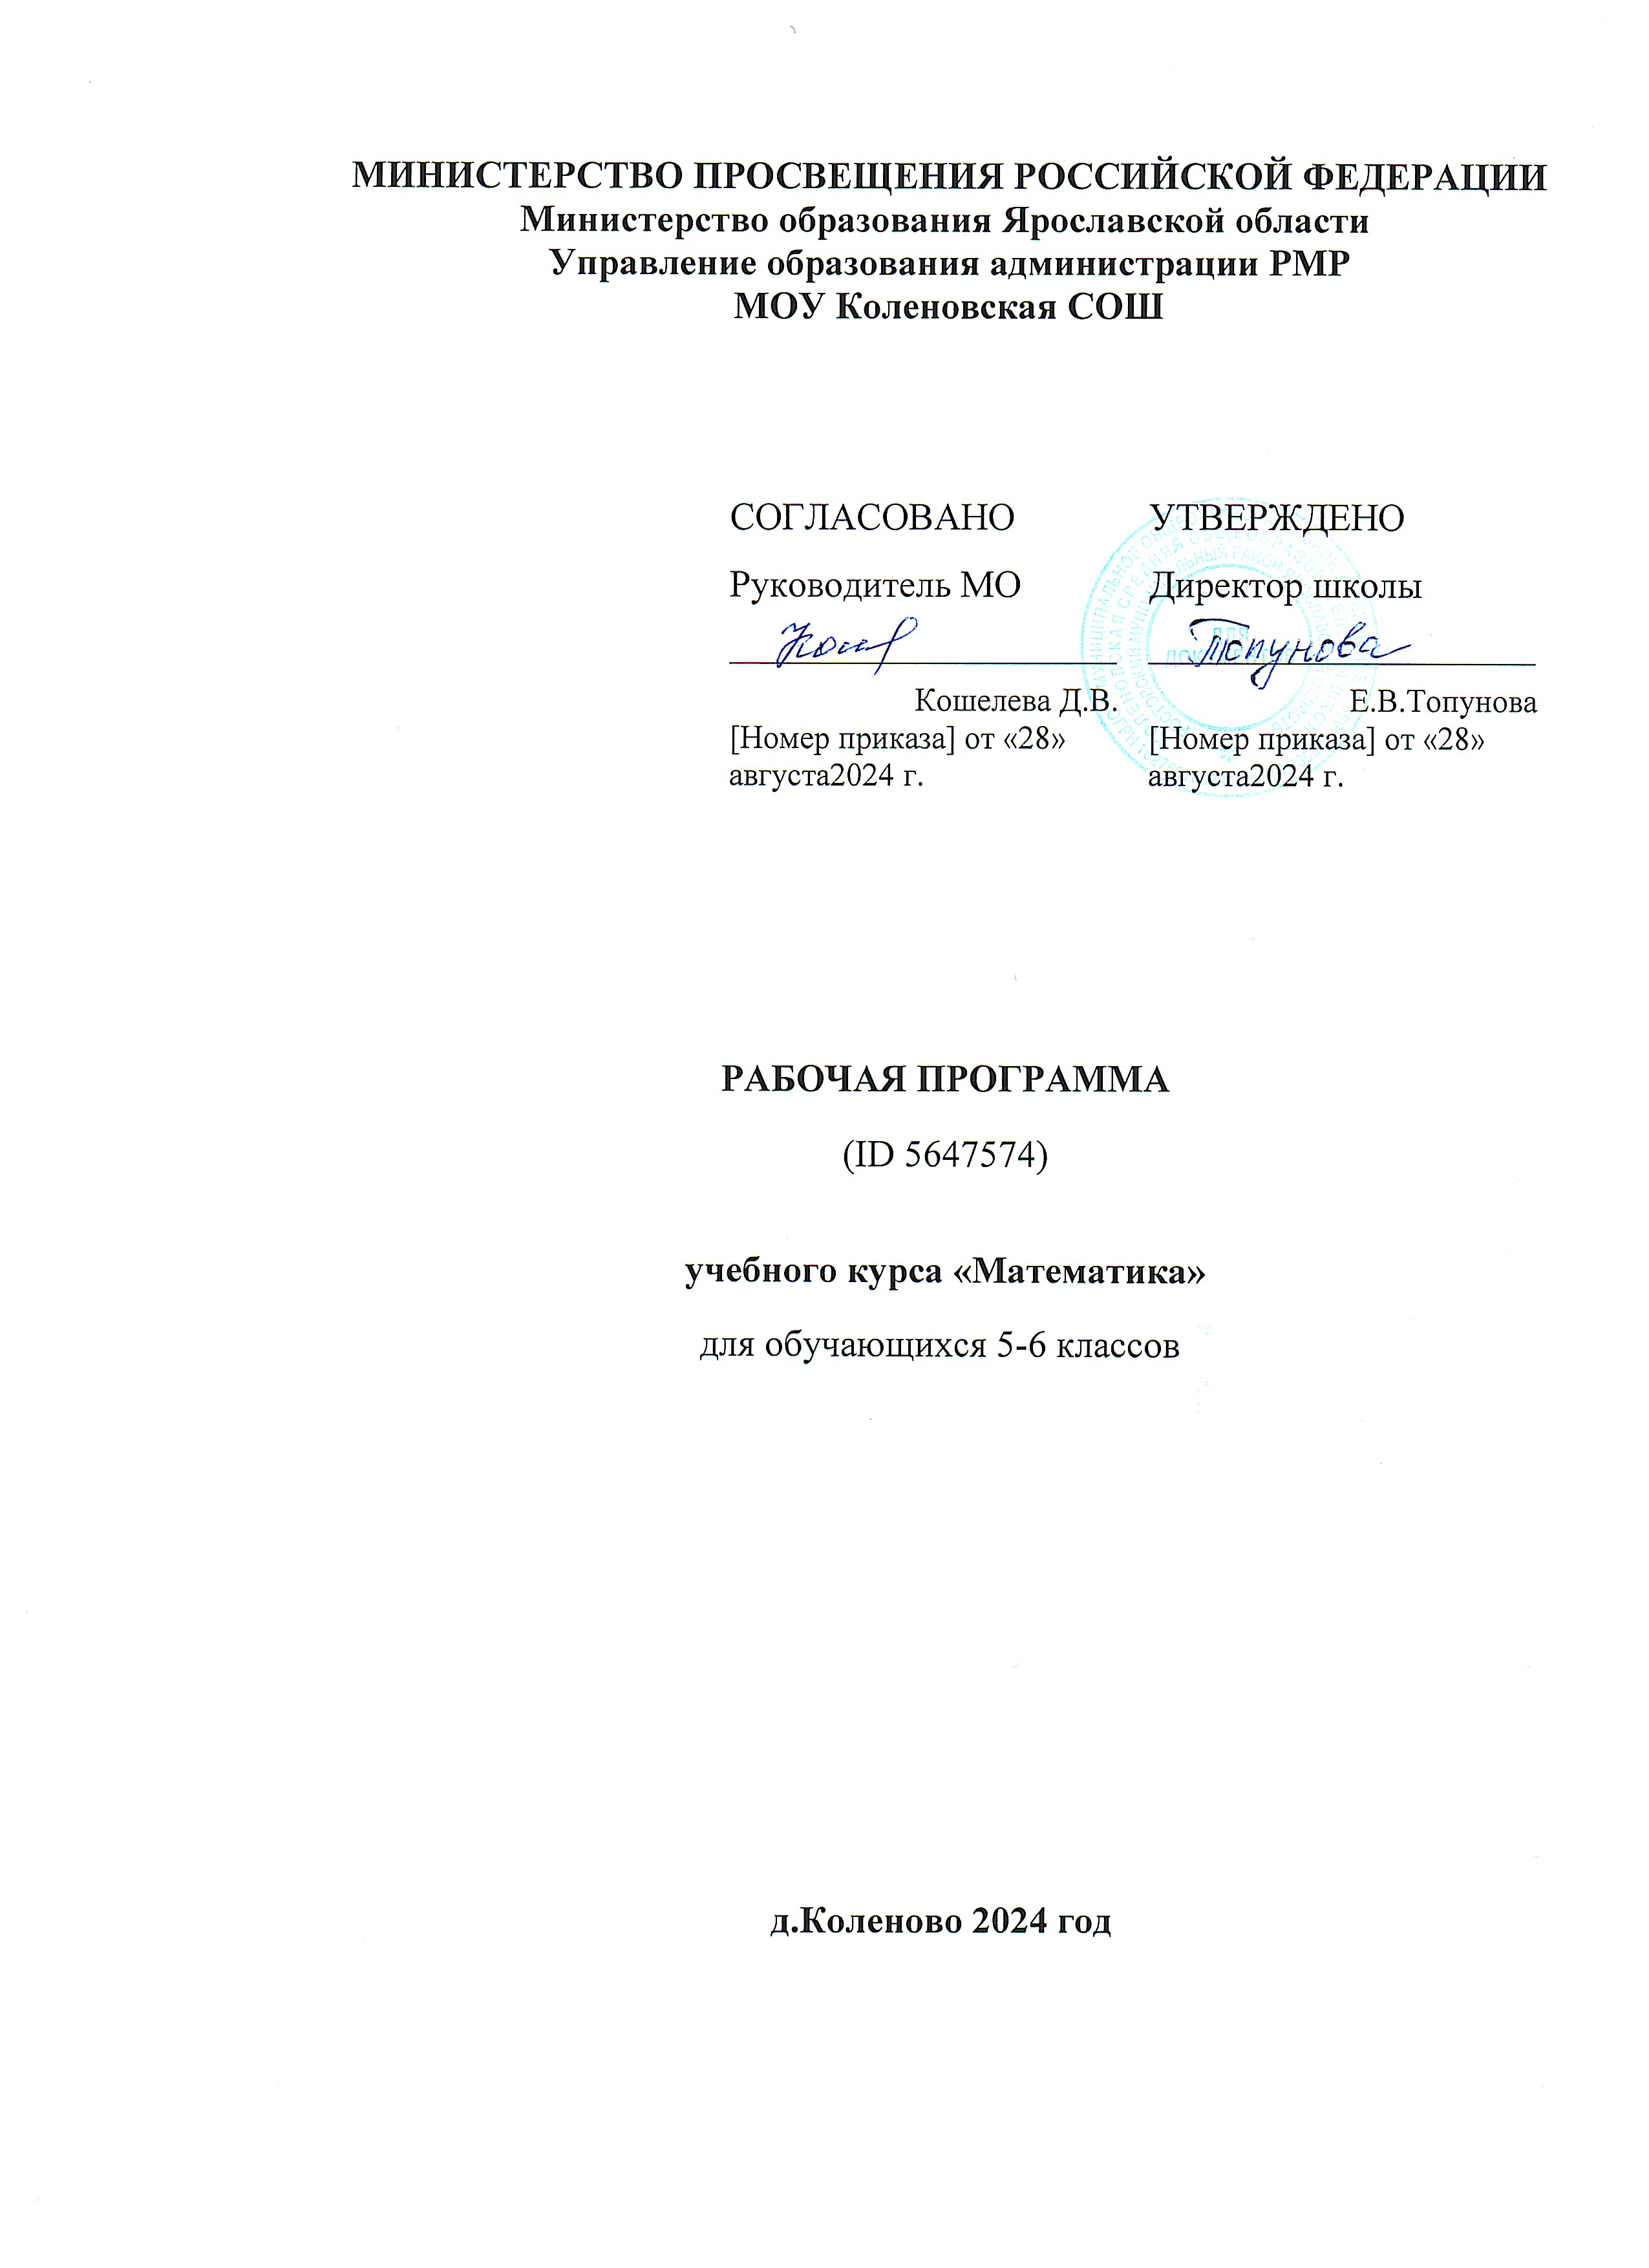 МИНИСТЕРСТВО ПРОСВЕЩЕНИЯ РОССИЙСКОЙ ФЕДЕРАЦИИ
Министерство образования Ярославской области
Управление образования администрации РМР
МОУ Коленовская СОШ
СОГЛАСОВАНО
Руководитель МО
Кошелева Д.В.
[Номер приказа] от «28»
августа2024 г.
УТВЕРЖДЕНО
Директор школы
Топунова
Е.В.Топунова
[Номер приказа] от «28»
августа2024 г.
РАБОЧАЯ ПРОГРАММА
(ID 5647574)
учебного курса «Математика»
для обучающихся 5-6 классов
д.Коленово 2024 год